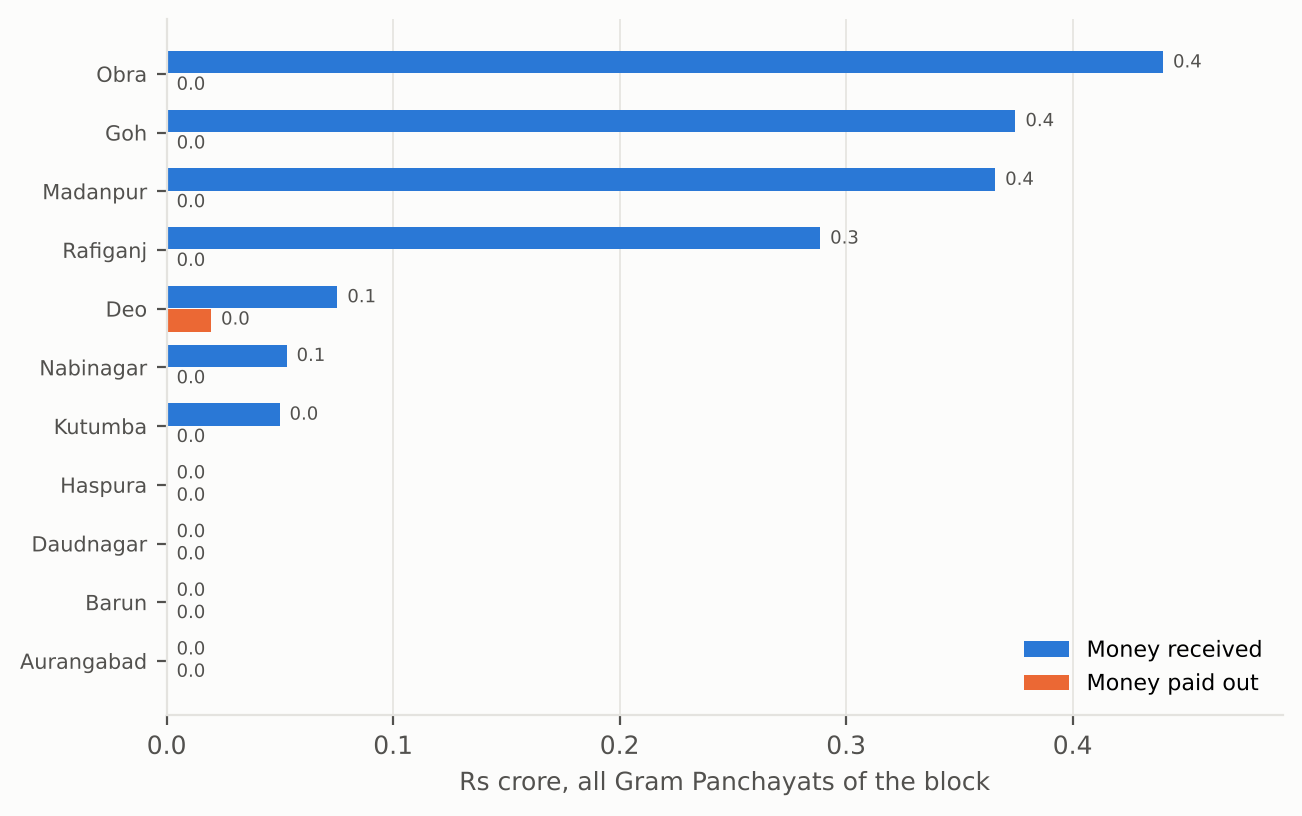 Obra
0.4
0.0
Goh
0.4
0.0
Madanpur
0.4
0.0
Rafiganj
0.3
0.0
Deo
0.1
0.0
Nabinagar
0.1
0.0
Kutumba
0.0
0.0
Haspura
0.0
0.0
Daudnagar
0.0
0.0
Barun
0.0
0.0
Aurangabad
0.0
0.0
Money received
Money paid out
0.0 0.1 0.2 0.3 0.4
Rs crore, all Gram Panchayats of the block